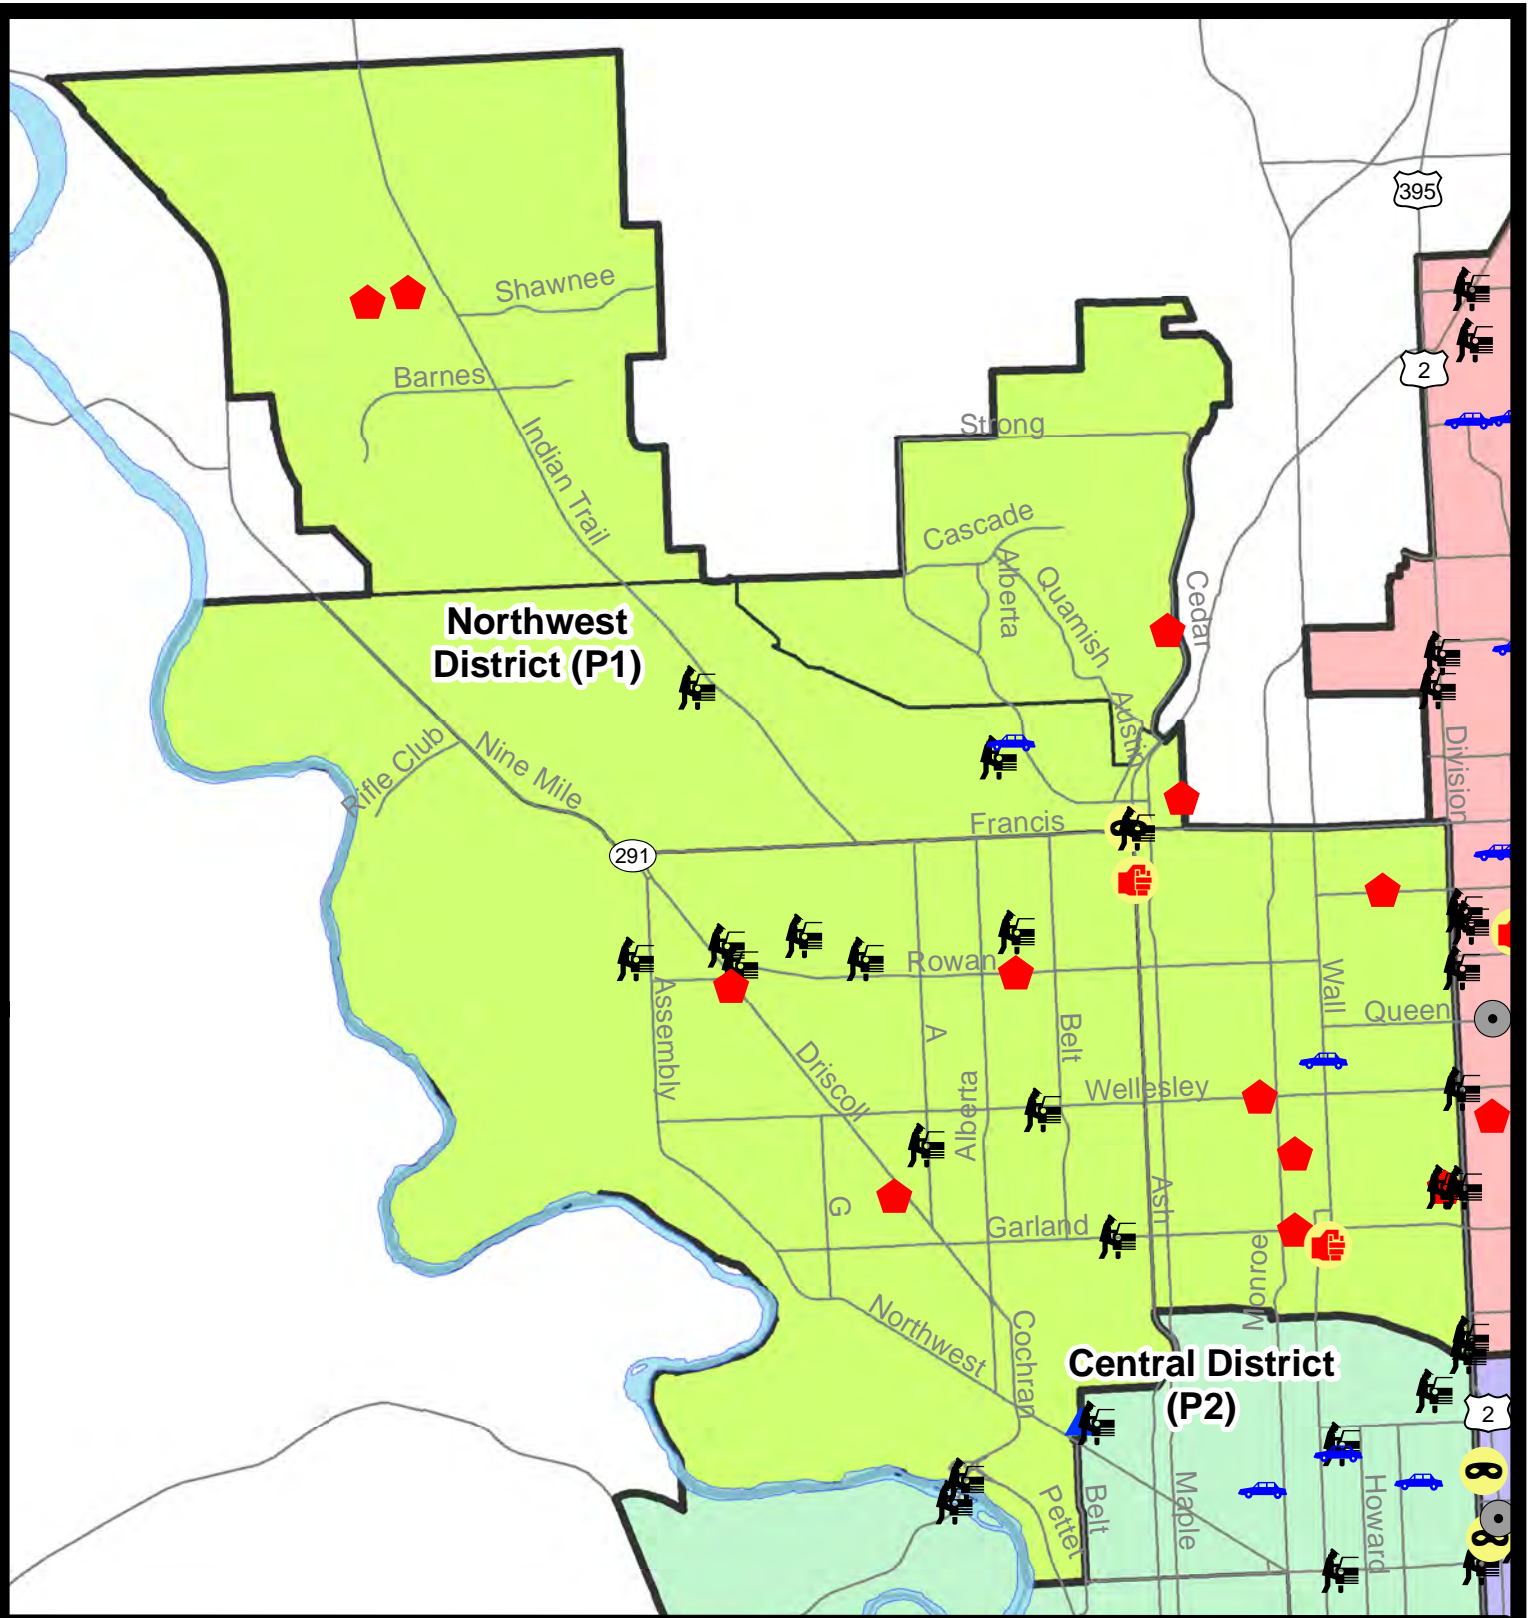 395
Shawnee
2
Barnes
Strong
Indian Trail
Cascade
Alberta
Quamish
Cedar
Northwest
District (P1)
Austin
Rifle Club
Nine Mile
Division
Francis
291
Rowan
Wall
Assembly
Queen
A
Belt
Driscoll
Alberta
Wellesley
G
Ash
Garland
Monroe
Northwest
Cochran
Central District
(P2)
2
Pettet
Belt
Maple
Howard